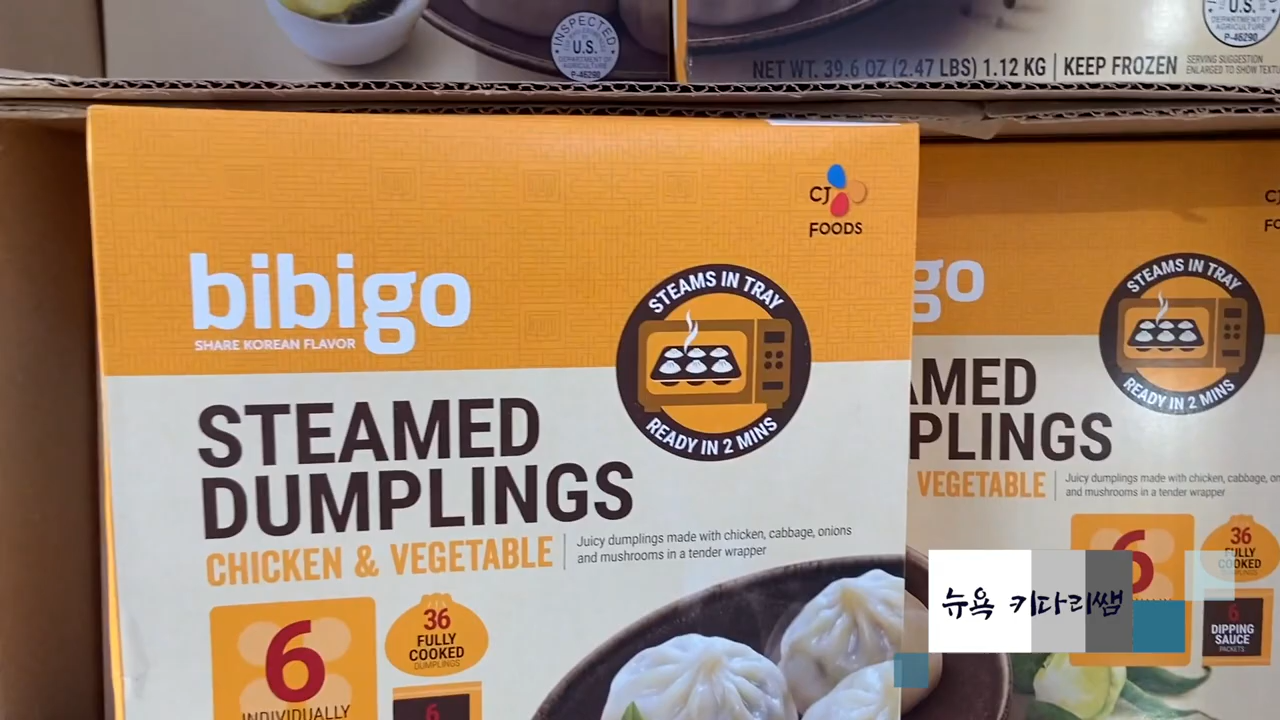 INSPECTED
U.S.
DEPARTMENT OF
AGRICULTURE
P-46290
NET WT. 39.6 OZ (2.47 LBS) 1.12 KG | KEEP FROZEN
SERVING SUGGESTION
ENLARGED TO SHOW
U.S.
DEPARTMENT OF
AGRICULTURE
P-46290
CJ
FOODS
bibigo
SHARE KOREAN FLAVOR
STEAMS IN TRAY
READY IN 2 MINS
STEAMED
DUMPLINGS
CHICKEN & VEGETABLE
Juicy dumplings made with chicken, cabbage, onions
and mushrooms in a tender wrapper
6
INDIVIDUALLY
36
FULLY
COOKED
DUMPLINGS
6
go
STEAMS IN TRAY
READY IN 2 MINS
AMED
PLINGS
VEGETABLE
Juicy dumplings made with chicken, cabbage,
and mushrooms in a tender wrapper
6
36
FULLY
COOKED
6
DIPPING
SAUCE
PACKETS
뉴욕 키다리쌤